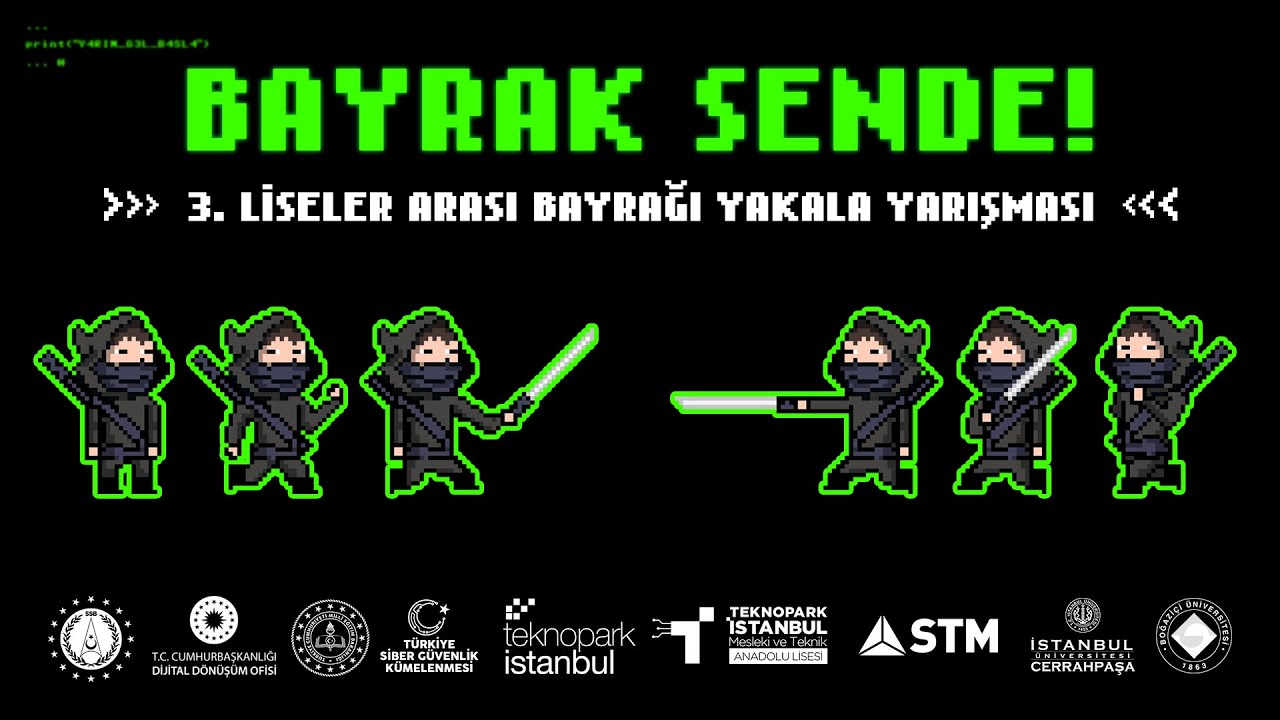 ...
print("Y4RIN_G3L_B4SL4")
... #
BAYRAK SENDE!
>>> 3. LİSELER ARASI BAYRAĞI YAKALA YARIŞMASI <<<
SSB
T.C. CUMHURBAŞKANLIĞI
DİJİTAL DÖNÜŞÜM OFİSİ
TÜRKİYE
SİBER GÜVENLİK
KÜMELENMESİ
teknopark
istanbul
TEKNOPARK
İSTANBUL
Mesleki ve Teknik
ANADOLU LİSESİ
STM
İSTANBUL
ÜNİVERSİTESİ
CERRAHPAŞA
BOĞAZİÇİ ÜNİVERSİTESİ
1863